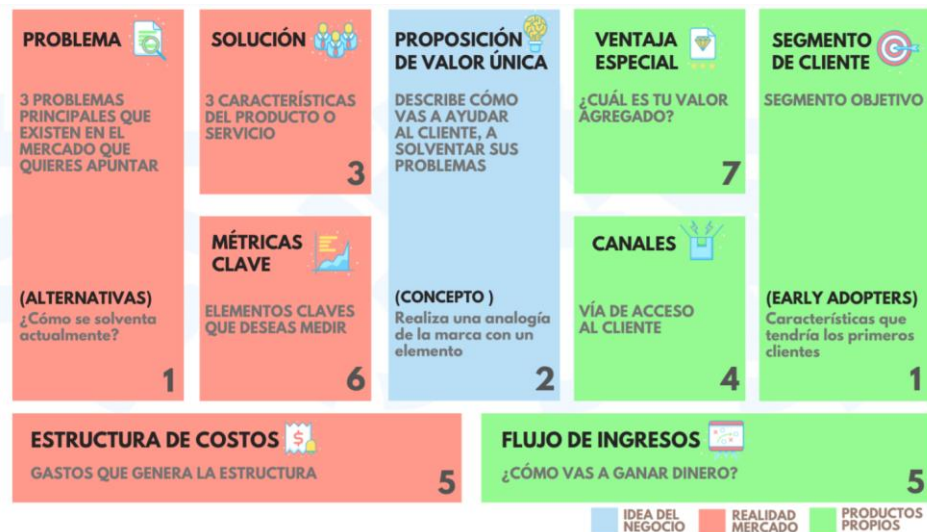 PROBLEMA
3 PROBLEMAS
PRINCIPALES QUE
EXISTEN EN EL
MERCADO QUE
QUIERES APUNTAR
(ALTERNATIVAS)
¿Cómo se solventa
actualmente?
1
SOLUCIÓN
3 CARACTERÍSTICAS
DEL PRODUCTO O
SERVICIO
3
MÉTRICAS
CLAVE
ELEMENTOS CLAVES
QUE DESEAS MEDIR
6
PROPOSICIÓN
DE VALOR ÚNICA
DESCRIBE CÓMO
VAS A AYUDAR
AL CLIENTE, A
SOLVENTAR SUS
PROBLEMAS
(CONCEPTO )
Realiza una analogía
de la marca con un
elemento
2
VENTAJA
ESPECIAL
¿CUÁL ES TU VALOR
AGREGADO?
7
CANALES
VÍA DE ACCESO
AL CLIENTE
4
SEGMENTO
DE CLIENTE
SEGMENTO OBJETIVO
(EARLY ADOPTERS)
Características que
tendría los primeros
clientes
1
ESTRUCTURA DE COSTOS
GASTOS QUE GENERA LA ESTRUCTURA
5
FLUJO DE INGRESOS
¿CÓMO VAS A GANAR DINERO?
5
IDEA DEL
NEGOCIO
REALIDAD
MERCADO
PRODUCTOS
PROPIOS